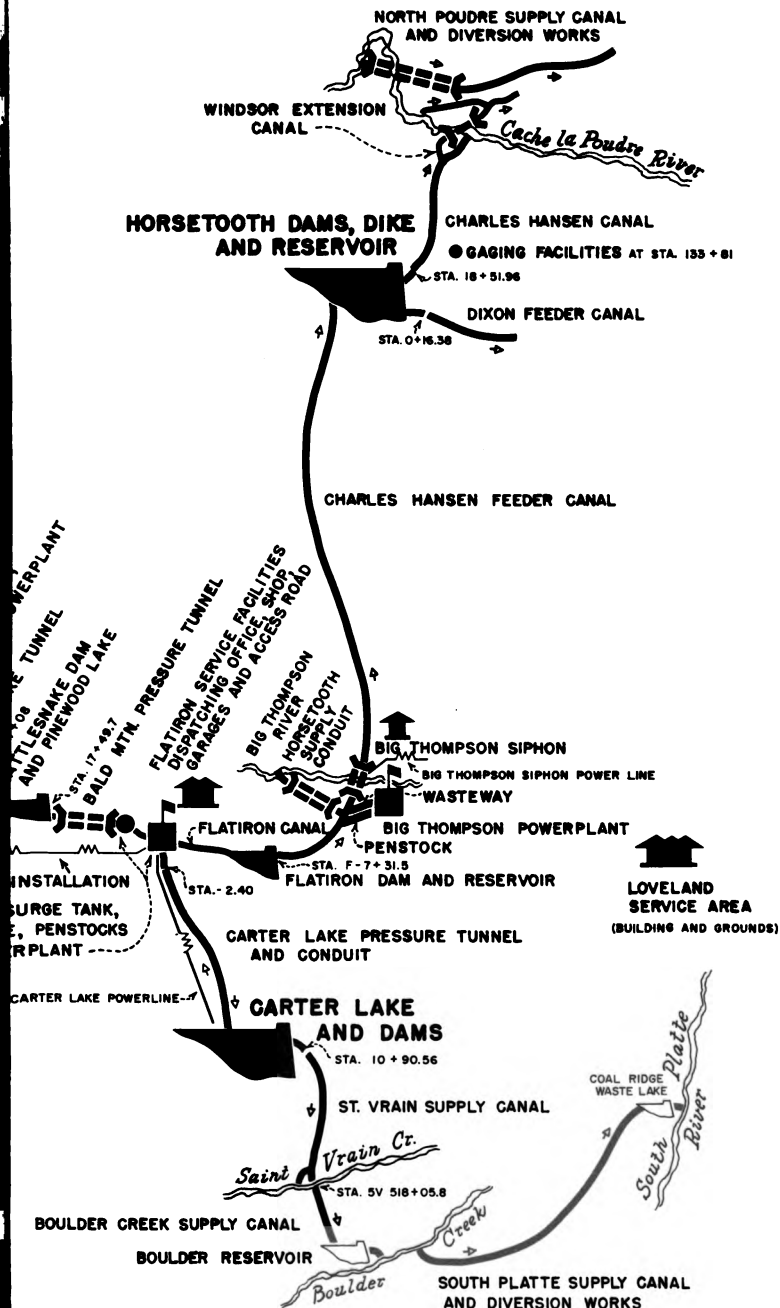 NORTH POUDRE SUPPLY CANAL
AND DIVERSION WORKS
WINDSOR EXTENSION
CANAL
Cache la Poudre River
HORSETOOTH DAMS, DIKE
AND RESERVOIR
CHARLES HANSEN CANAL
GAGING FACILITIES AT STA. 133 + 81
STA. 18 + 51.96
DIXON FEEDER CANAL
STA. 0+16.38
CHARLES HANSEN FEEDER CANAL
TUNNEL
STA. 17+49.7
AND PINEWOOD LAKE
BALD MTN. PRESSURE TUNNEL
FLATIRON SERVICE FACILITIES
DISPATCHING OFFICE, SHOP,
GARAGES AND ACCESS ROAD
BIG THOMPSON
RIVER
HORSETOOTH
SUPPLY
CONDUIT
BIG THOMPSON SIPHON
BIG THOMPSON SIPHON POWER LINE
WASTEWAY
FLATIRON CANAL
BIG THOMPSON POWERPLANT
PENSTOCK
STA. F-7+31.5
FLATIRON DAM AND RESERVOIR
INSTALLATION
STA.- 2.40
SURGE TANK,
PENSTOCKS
LOVELAND
SERVICE AREA
(BUILDING AND GROUNDS)
CARTER LAKE PRESSURE TUNNEL
AND CONDUIT
CARTER LAKE POWERLINE
CARTER LAKE
AND DAMS
STA. 10 + 90.56
COAL RIDGE
WASTE LAKE
South Platte River
ST. VRAIN SUPPLY CANAL
Saint Vrain Cr.
STA. 5V 518+05.8
BOULDER CREEK SUPPLY CANAL
BOULDER RESERVOIR
Boulder Creek
SOUTH PLATTE SUPPLY CANAL
AND DIVERSION WORKS